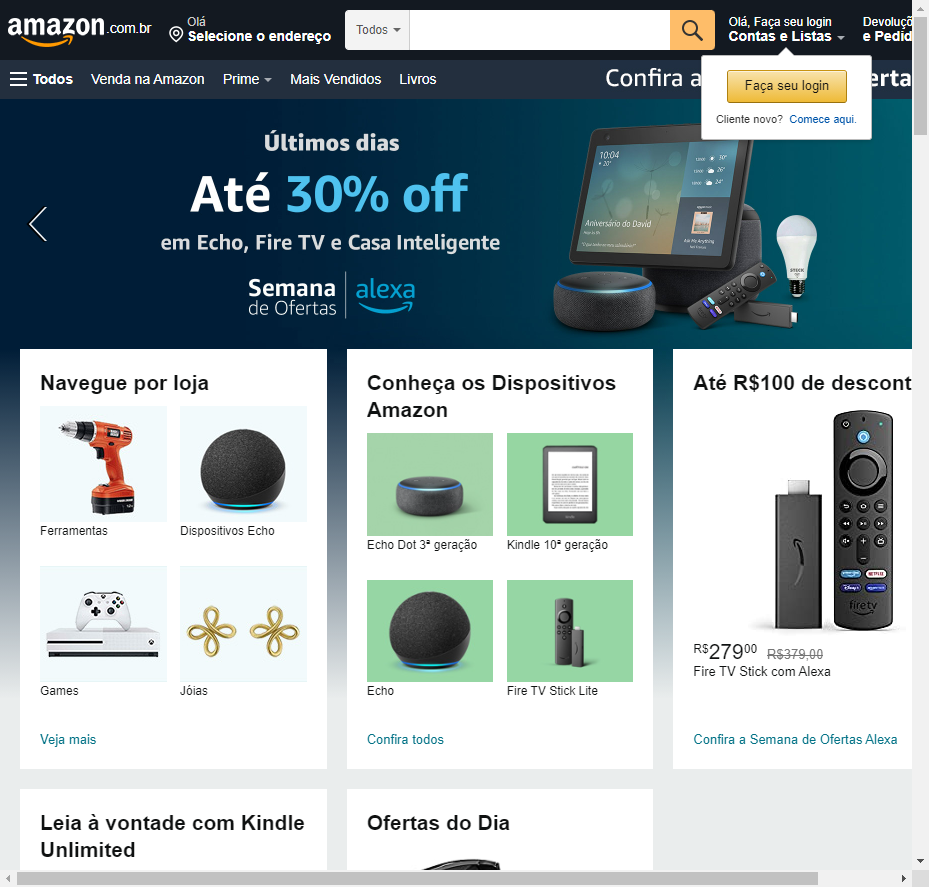 amazon.com.br
Olá
Selecione o endereço
Todos
Olá, Faça seu login
Contas e Listas
Devoluçõ
e Pedid
Todos
Venda na Amazon
Prime
Mais Vendidos
Livros
Confira a
erta
Faça seu login
Cliente novo? Comece aqui.
Últimos dias
Até 30% off
em Echo, Fire TV e Casa Inteligente
Semana
de Ofertas
alexa
10:04
Aniversário do David
Navegue por loja
Ferramentas
Dispositivos Echo
Games
Jóias
Veja mais
Conheça os Dispositivos
Amazon
Echo Dot 3ª geração
Kindle 10ª geração
Echo
Fire TV Stick Lite
Confira todos
Até R$100 de descont
firetv
R$27900 R$379,00
Fire TV Stick com Alexa
Confira a Semana de Ofertas Alexa
Leia à vontade com Kindle
Unlimited
Ofertas do Dia